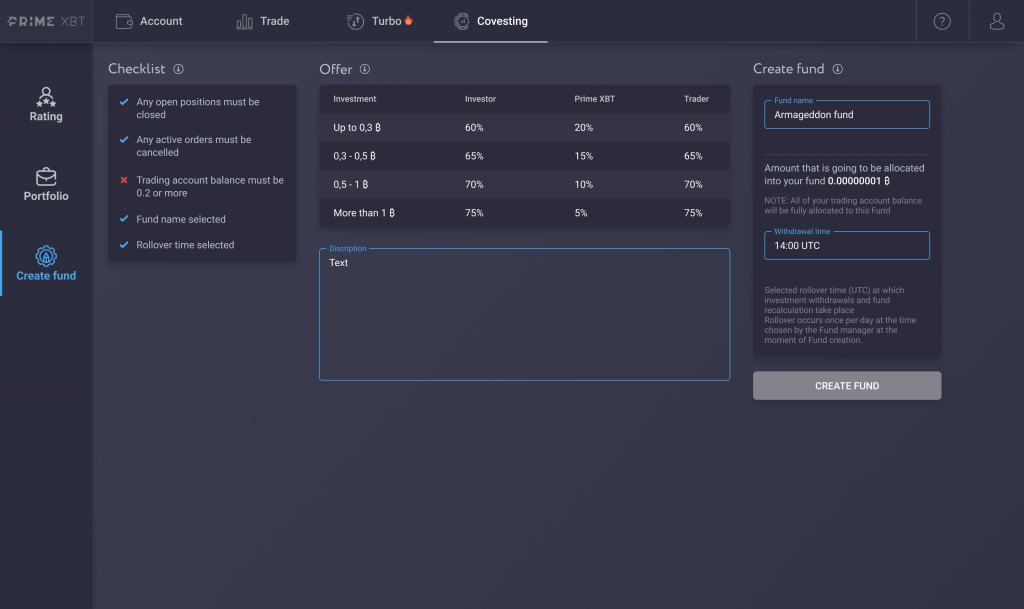 PRIME XBT
Account
Trade
Turbo
Covesting
?
Rating
Portfolio
Create fund
Checklist
Any open positions must be
closed
Any active orders must be
cancelled
Trading account balance must be
0.2 or more
Fund name selected
Rollover time selected
Offer
Investment Investor Prime XBT Trader
Up to 0,3 ₿ 60% 20% 60%
0,3 - 0,5 ₿ 65% 15% 65%
0,5 - 1 ₿ 70% 10% 70%
More than 1 ₿ 75% 5% 75%
Discription
Text
Create fund
Fund name
Armageddon fund
Amount that is going to be allocated
into your fund 0.00000001 ₿
NOTE: All of your trading account balance
will be fully allocated to this Fund
Withdrawal time
14:00 UTC
Selected rollover time (UTC) at which
investment withdrawals and fund
recalculation take place
Rollover occurs once per day at the time
chosen by the Fund manager at the
moment of Fund creation.
CREATE FUND